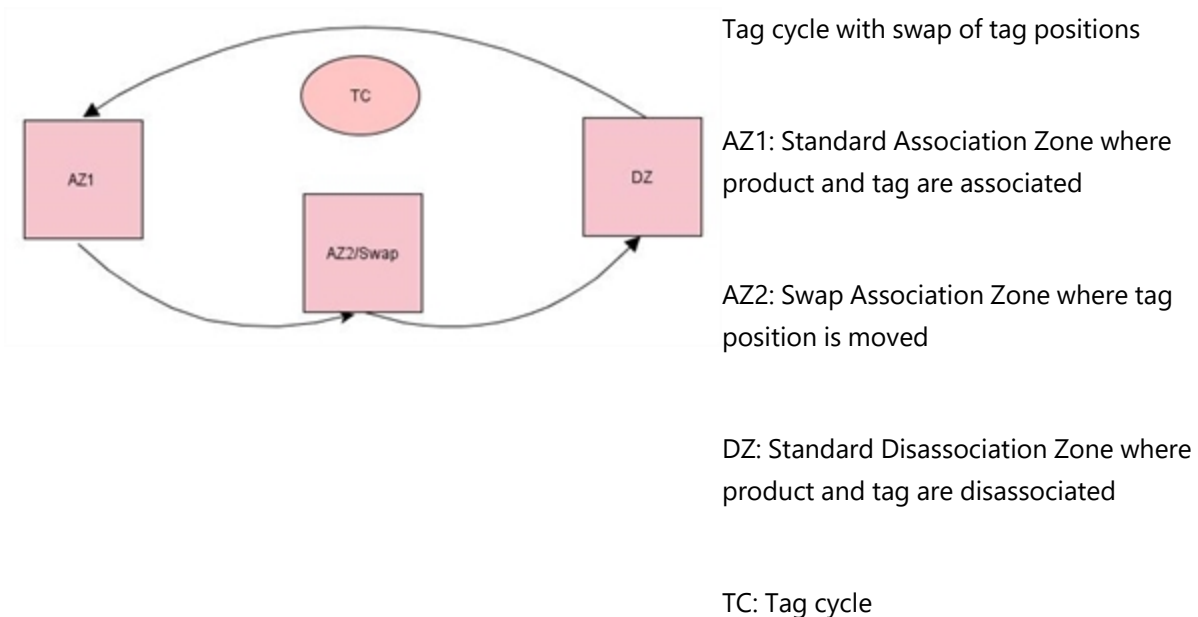 TC
AZ1
DZ
AZ2/Swap
Tag cycle with swap of tag positions
AZ1: Standard Association Zone where
product and tag are associated
AZ2: Swap Association Zone where tag
position is moved
DZ: Standard Disassociation Zone where
product and tag are disassociated
TC: Tag cycle